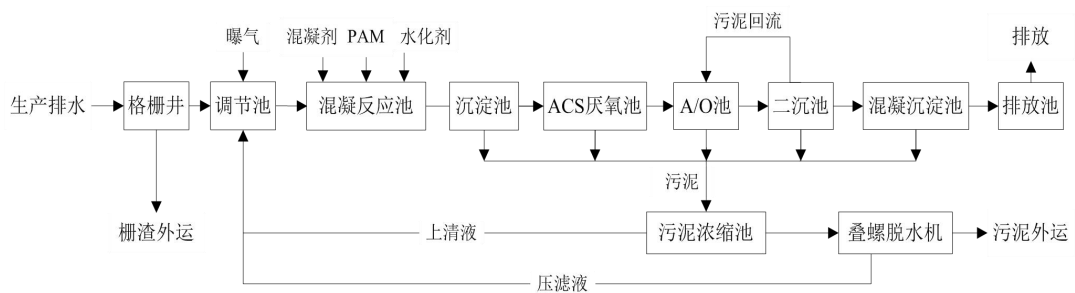 污泥回流
曝气
混凝剂 PAM 水化剂
排放
生产排水
格栅井
调节池
混凝反应池
沉淀池
ACS厌氧池
A/O池
二沉池
混凝沉淀池
排放池
污泥
栅渣外运
上清液
污泥浓缩池
叠螺脱水机
污泥外运
压滤液